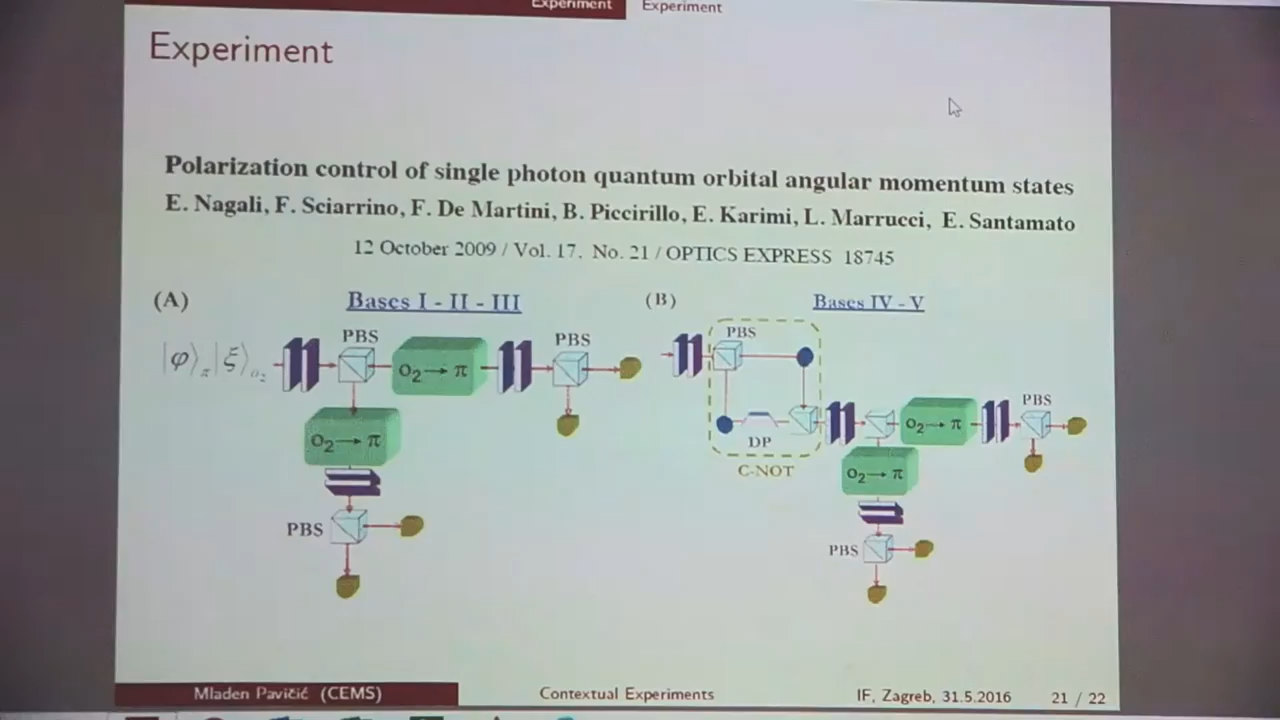 Experiment Experiment
Experiment
Polarization control of single photon quantum orbital angular momentum states
E. Nagali, F. Sciarrino, F. De Martini, B. Piccirillo, E. Karimi, L. Marrucci, E. Santamato
12 October 2009 / Vol. 17, No. 21 / OPTICS EXPRESS 18745
(A) Bases I - II - III
|φ⟩π|ξ⟩o₂
PBS
O₂→π
PBS
O₂→π
PBS
(B) Bases IV - V
PBS
DP
C-NOT
O₂→π
PBS
O₂→π
PBS
Mladen Pavičić (CEMS) Contextual Experiments IF, Zagreb, 31.5.2016 21 / 22